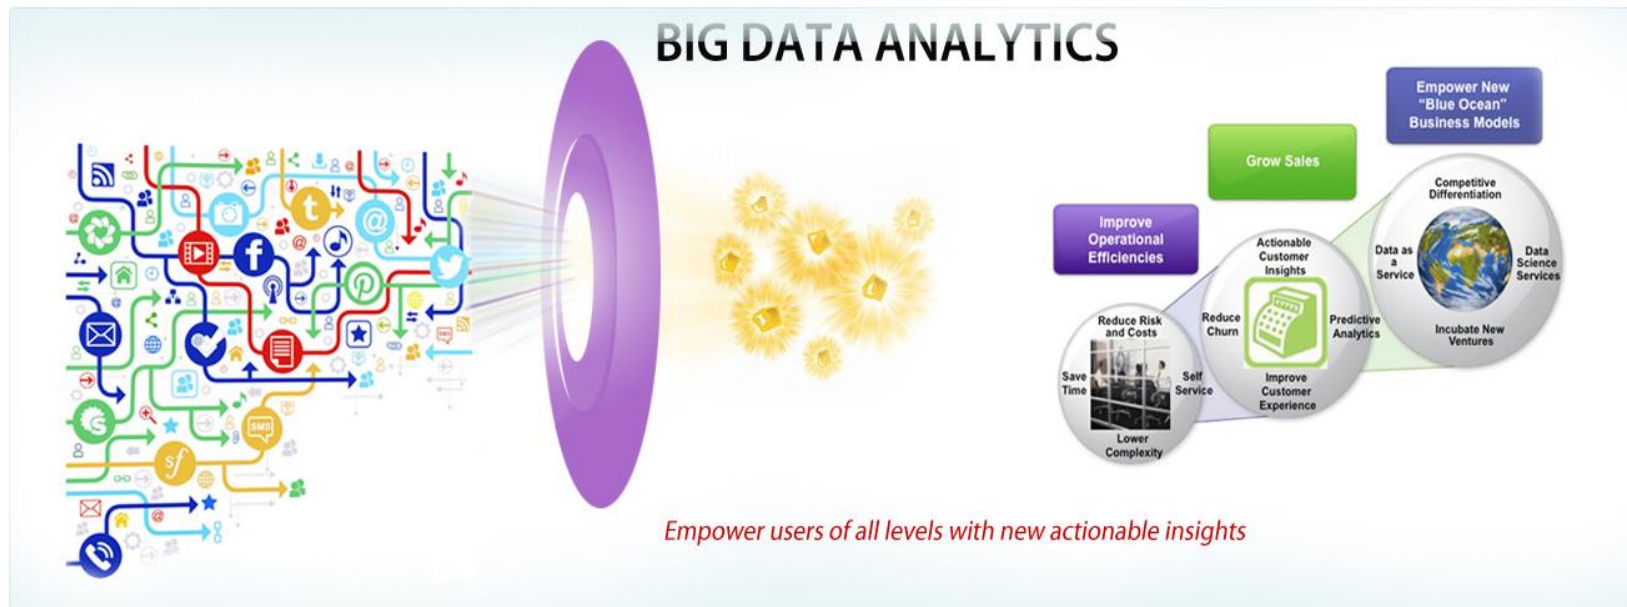 BIG DATA ANALYTICS
Empower New
"Blue Ocean"
Business Models
Grow Sales
Improve
Operational
Efficiencies
Competitive
Differentiation
Data as
a
Service
Data
Science
Services
Incubate New
Ventures
Actionable
Customer
Insights
Reduce
Churn
Predictive
Analytics
Improve
Customer
Experience
Reduce Risk
and Costs
Save
Time
Self
Service
Lower
Complexity
SMS
Empower users of all levels with new actionable insights